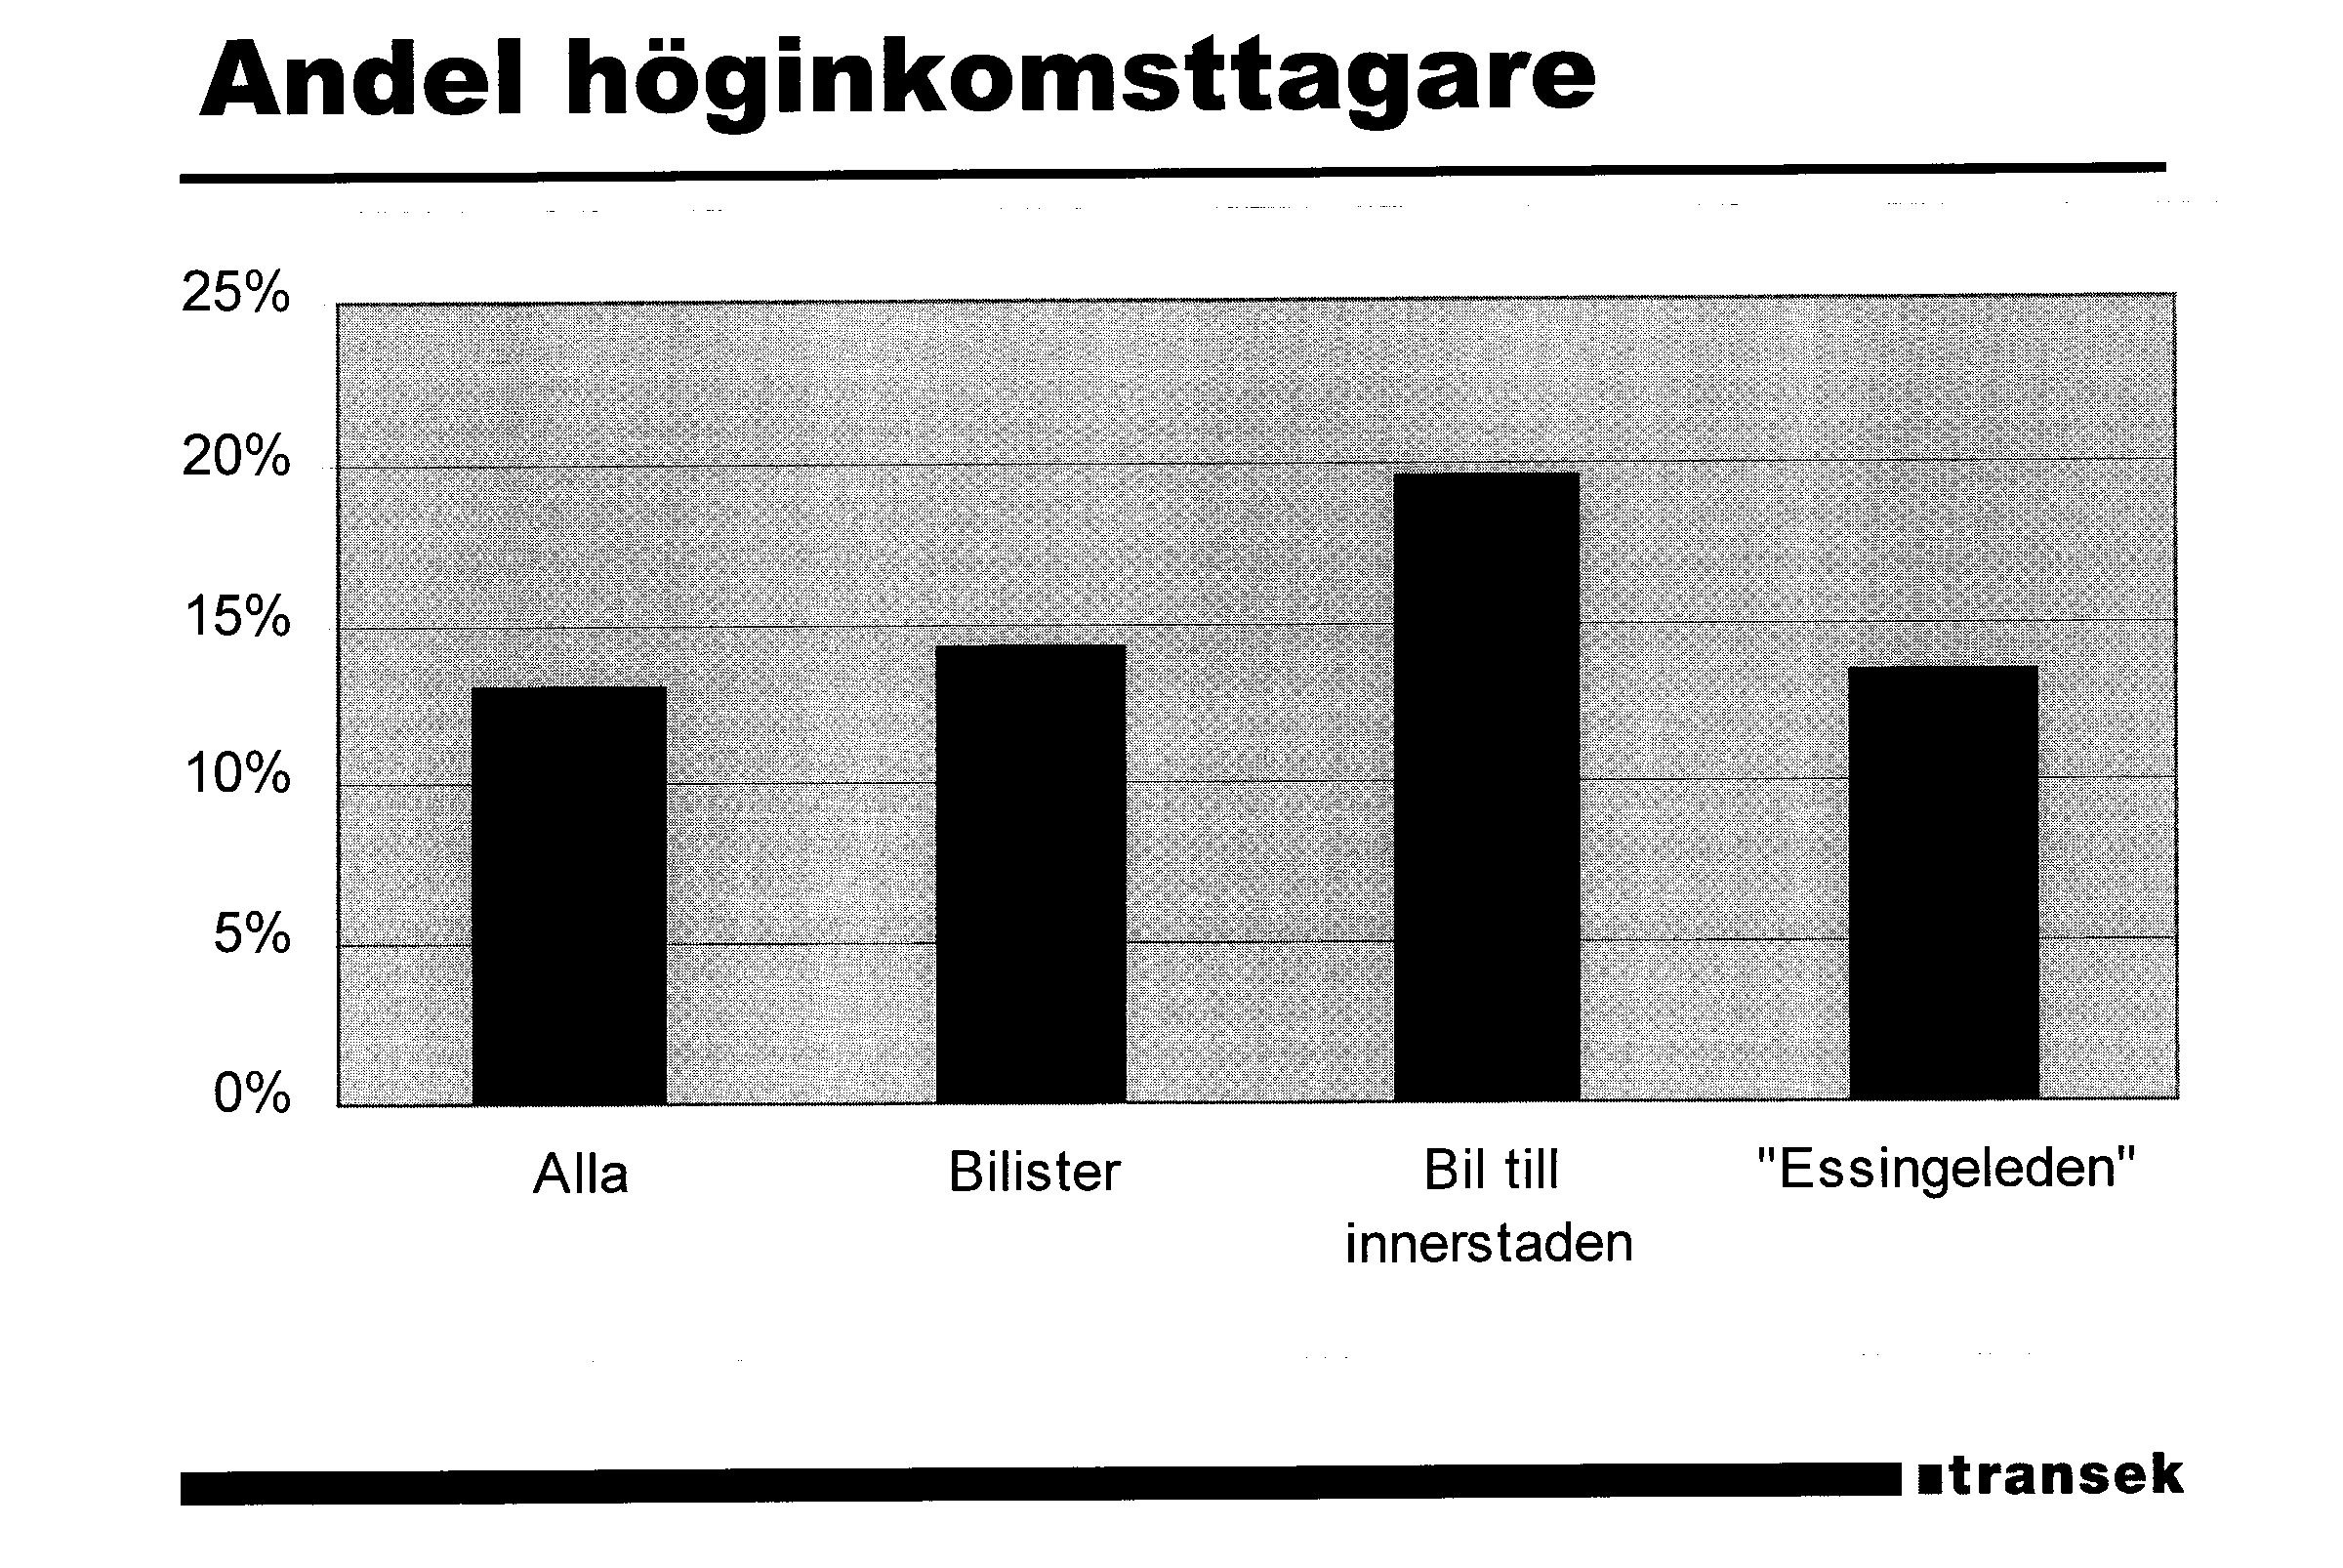 Andel höginkomsttagare
25%
20%
15%
10%
5%
0%
Alla
Bilister
Bil till
innerstaden
"Essingeleden"
transek